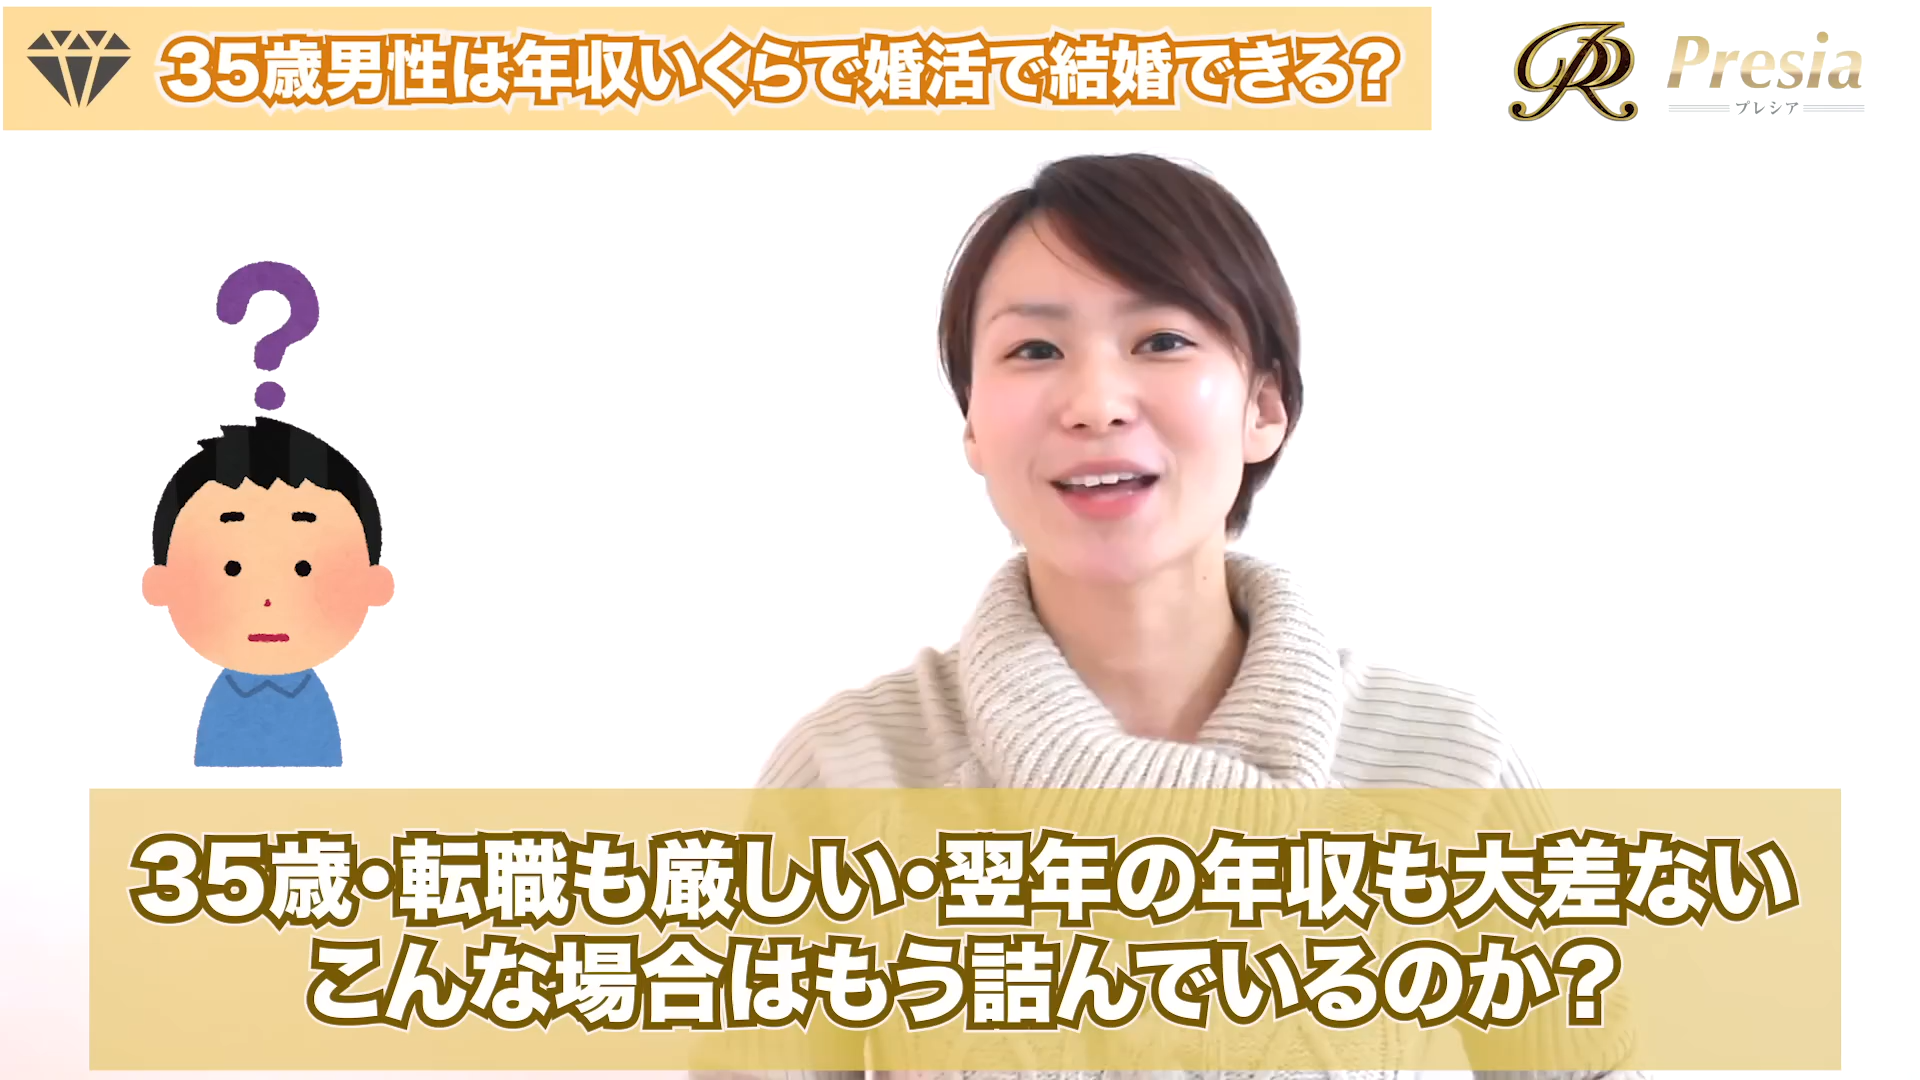 35歳男性は年収いくらで婚活で結婚できる?
Presia
プレシア
?
35歳・転職も厳しい・翌年の年収も大差ない
こんな場合はもう詰んでいるのか?